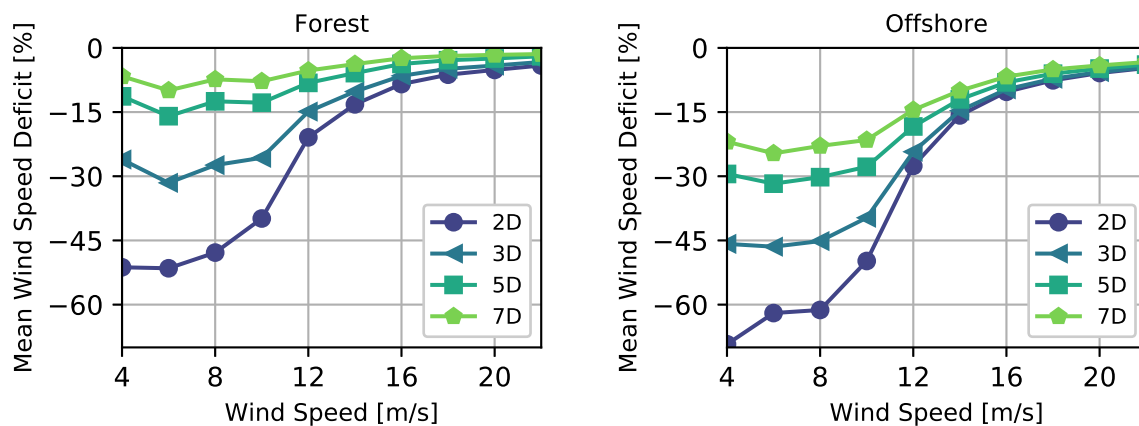 Forest
Mean Wind Speed Deficit [%]
0
−15
−30
−45
−60
2D
3D
5D
7D
4 8 12 16 20
Wind Speed [m/s]
Offshore
Mean Wind Speed Deficit [%]
0
−15
−30
−45
−60
2D
3D
5D
7D
4 8 12 16 20
Wind Speed [m/s]